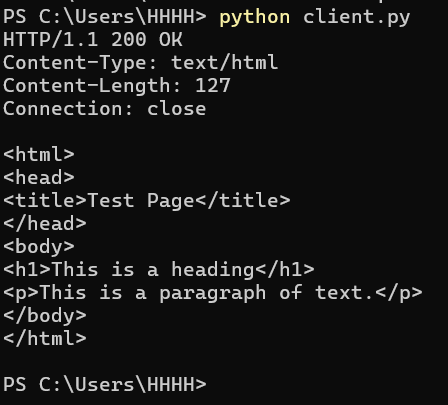 PS C:\Users\HHHH> python client.py
HTTP/1.1 200 OK
Content-Type: text/html
Content-Length: 127
Connection: close

<html>
<head>
<title>Test Page</title>
</head>
<body>
<h1>This is a heading</h1>
<p>This is a paragraph of text.</p>
</body>
</html>

PS C:\Users\HHHH>